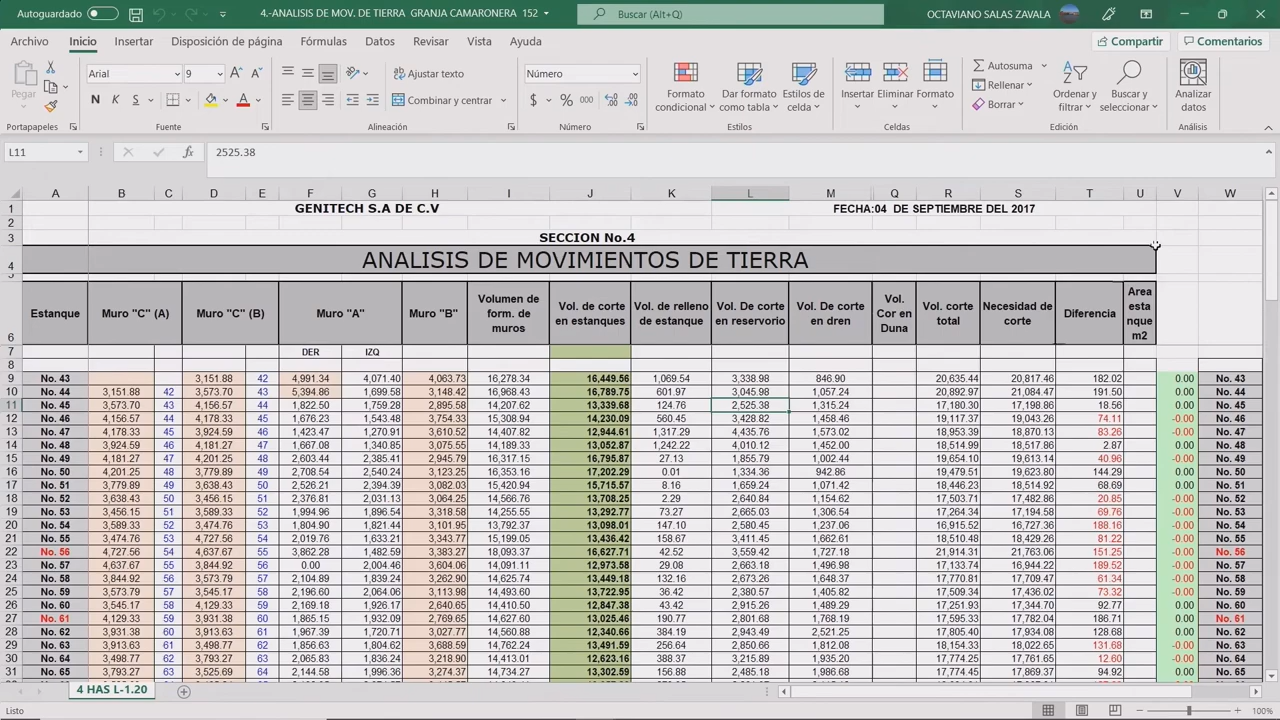 Autoguardado
4.-ANALISIS DE MOV. DE TIERRA GRANJA CAMARONERA 152
Buscar (Alt+Q)
OCTAVIANO SALAS ZAVALA
Archivo Inicio Insertar Disposición de página Fórmulas Datos Revisar Vista Ayuda Compartir Comentarios
Pegar Arial 9 A A Ajustar texto Número Formato condicional Dar formato como tabla Estilos de celda Insertar Eliminar Formato Autosuma Rellenar Borrar Ordenar y filtrar Buscar y seleccionar Analizar datos
N K S A Combinar y centrar $ % 000
Portapapeles Fuente Alineación Número Estilos Celdas Edición Análisis
L11 fx 2525.38
A B C D E F G H I J K L M Q R S T U V W
1 GENITECH S.A DE C.V FECHA:04 DE SEPTIEMBRE DEL 2017
2
3 SECCION No.4
4 ANALISIS DE MOVIMIENTOS DE TIERRA
6 Estanque Muro "C" (A) Muro "C" (B) Muro "A" Muro "B" Volumen de form. de muros Vol. de corte en estanques Vol. de relleno de estanque Vol. De corte en reservorio Vol. De corte en dren Vol. Cor en Duna Vol. corte total Necesidad de corte Diferencia Area esta nque m2
7 DER IZQ
8
9 No. 43 3,151.88 42 4,991.34 4,071.40 4,063.73 16,278.34 16,449.56 1,069.54 3,338.98 846.90 20,635.44 20,817.46 182.02 0.00 No. 43
10 No. 44 3,151.88 42 3,573.70 43 5,394.86 1,699.58 3,148.42 16,968.43 16,789.75 601.97 3,045.98 1,057.24 20,892.97 21,084.47 191.50 0.00 No. 44
11 No. 45 3,573.70 43 4,156.57 44 1,822.50 1,759.28 2,895.58 14,207.62 13,339.68 124.76 2,525.38 1,315.24 17,180.30 17,198.86 18.56 0.00 No. 45
12 No. 46 4,156.57 44 4,178.33 45 1,676.23 1,543.48 3,754.33 15,308.94 14,230.09 560.45 3,428.82 1,458.46 19,117.37 19,043.26 74.11 -0.00 No. 46
13 No. 47 4,178.33 45 3,924.59 46 1,423.47 1,270.61 3,510.52 14,307.52 12,944.61 1,317.29 4,435.76 1,573.02 18,953.39 18,870.13 83.26 -0.00 No. 47
14 No. 48 3,924.59 46 4,181.27 47 1,667.08 1,340.85 3,075.55 14,189.33 13,052.87 1,242.22 4,010.12 1,452.00 18,514.99 18,517.86 2.87 0.00 No. 48
15 No. 49 4,181.27 47 4,201.25 48 2,603.44 2,385.41 2,945.79 16,317.15 16,795.87 27.13 1,855.79 1,002.44 19,654.10 19,613.14 40.96 -0.00 No. 49
16 No. 50 4,201.25 48 3,779.89 49 2,708.54 2,540.24 3,123.25 16,353.16 17,202.29 0.01 1,334.36 942.86 19,479.51 19,623.80 144.29 0.00 No. 50
17 No. 51 3,779.89 49 3,638.43 50 2,526.21 2,394.37 3,082.03 15,420.94 15,715.57 8.16 1,659.24 1,071.42 18,446.23 18,514.92 68.69 0.00 No. 51
18 No. 52 3,638.43 50 3,456.15 51 2,376.81 2,031.13 3,064.25 14,566.76 13,708.25 2.29 2,640.84 1,154.62 17,503.71 17,482.86 20.85 -0.00 No. 52
19 No. 53 3,456.15 51 3,589.33 52 1,994.96 1,896.54 3,318.58 14,255.55 13,292.77 73.27 2,665.03 1,306.54 17,264.34 17,194.58 69.76 -0.00 No. 53
20 No. 54 3,589.33 52 3,474.76 53 1,804.90 1,821.44 3,101.95 13,792.37 13,098.01 147.10 2,580.45 1,237.06 16,915.52 16,727.36 188.16 -0.00 No. 54
21 No. 55 3,474.76 53 4,727.56 54 2,019.76 1,633.21 3,343.77 15,199.05 13,436.42 158.67 3,411.45 1,662.61 18,510.48 18,429.26 81.22 -0.00 No. 55
22 No. 56 4,727.56 54 4,637.67 55 3,862.28 1,482.59 3,383.27 18,093.37 16,627.71 42.52 3,559.42 1,727.18 21,914.31 21,763.06 151.25 -0.00 No. 56
23 No. 57 4,637.67 55 3,844.92 56 0.00 2,004.46 3,604.06 14,091.11 12,973.58 29.08 2,663.18 1,496.98 17,133.74 16,944.22 189.52 -0.00 No. 57
24 No. 58 3,844.92 56 3,573.79 57 2,104.89 1,839.24 3,262.90 14,625.74 13,449.18 132.16 2,673.25 1,648.37 17,770.81 17,709.48 61.34 -0.00 No. 58
25 No. 59 3,573.79 57 3,545.17 58 2,196.60 2,064.06 3,113.98 14,493.60 13,722.95 36.42 2,380.57 1,405.82 17,509.34 17,436.02 73.32 -0.00 No. 59
26 No. 60 3,545.17 58 4,129.33 59 2,169.18 1,926.17 2,640.65 14,410.50 12,847.38 43.42 2,915.26 1,489.29 17,251.93 17,344.70 92.77 0.00 No. 60
27 No. 61 4,129.33 59 3,931.38 60 1,865.15 1,932.09 2,769.65 14,627.60 13,025.46 190.77 2,801.68 1,768.19 17,595.33 17,782.04 186.71 0.00 No. 61
28 No. 62 3,931.38 60 3,913.63 61 1,967.39 1,720.71 3,027.77 14,560.88 12,340.66 384.19 2,943.49 2,521.25 17,805.40 17,934.08 128.68 0.00 No. 62
29 No. 63 3,913.63 61 3,498.77 62 1,856.63 1,804.62 3,688.59 14,762.24 13,491.59 256.64 2,850.66 1,812.08 18,154.33 18,022.65 131.68 -0.00 No. 63
30 No. 64 3,498.77 62 3,793.27 63 2,065.83 1,836.24 3,218.90 14,413.01 12,623.16 388.37 3,215.89 1,935.20 17,774.25 17,761.65 12.60 -0.00 No. 64
31 No. 65 3,793.27 63 3,525.69 64 2,144.58 1,757.00 3,274.37 14,495.00 13,302.59 156.88 2,485.18 1,986.68 17,774.45 17,869.37 94.92 0.00 No. 65
4 HAS L-1.20
Listo 100%